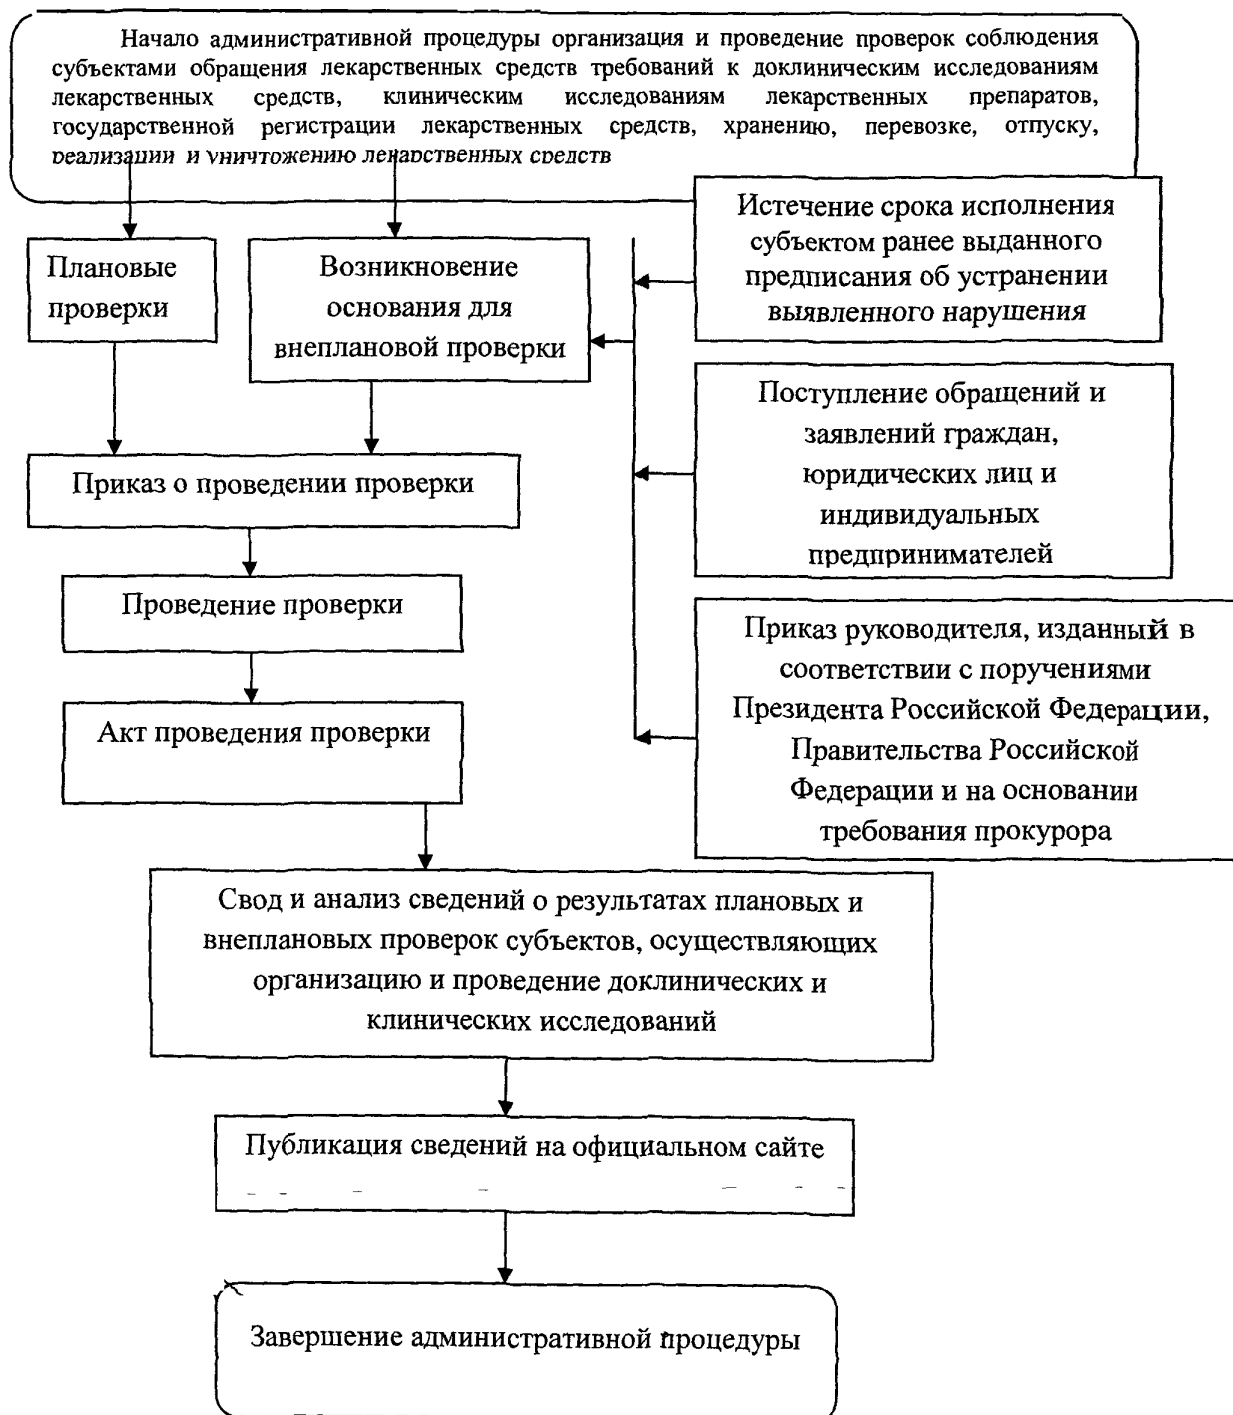 Начало административной процедуры организация и проведение проверок соблюдения
субъектами обращения лекарственных средств требований к доклиническим исследованиям
лекарственных средств, клиническим исследованиям лекарственных препаратов,
государственной регистрации лекарственных средств, хранению, перевозке, отпуску,
реализации и уничтожению лекарственных средств
Плановые
проверки
Возникновение
основания для
внеплановой проверки
Истечение срока исполнения
субъектом ранее выданного
предписания об устранении
выявленного нарушения
Поступление обращений и
заявлений граждан,
юридических лиц и
индивидуальных
предпринимателей
Приказ руководителя, изданный в
соответствии с поручениями
Президента Российской Федерации,
Правительства Российской
Федерации и на основании
требования прокурора
Приказ о проведении проверки
Проведение проверки
Акт проведения проверки
Свод и анализ сведений о результатах плановых и
внеплановых проверок субъектов, осуществляющих
организацию и проведение доклинических и
клинических исследований
Публикация сведений на официальном сайте
Завершение административной процедуры